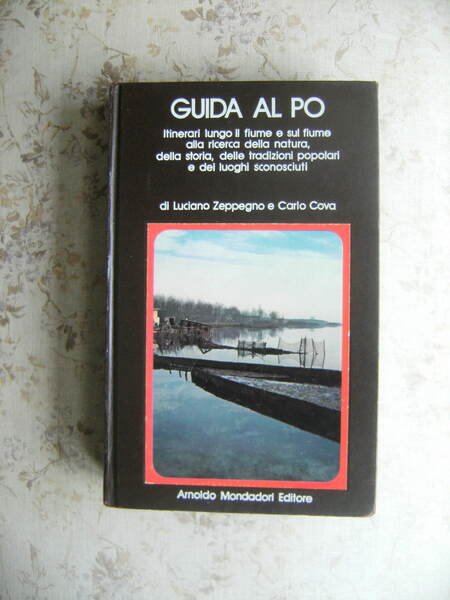 GUIDA AL PO
Itinerari lungo il fiume e sul fiume
alla ricerca della natura,
della storia, delle tradizioni popolari
e dei luoghi sconosciuti
di Luciano Zeppegno e Carlo Cova
Arnoldo Mondadori Editore